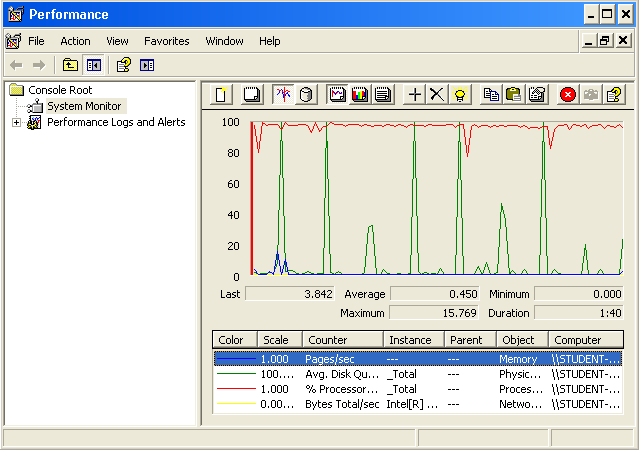 Performance
File Action View Favorites Window Help
Console Root
System Monitor
Performance Logs and Alerts
100
80
60
40
20
0
Last 3.842 Average 0.450 Minimum 0.000
Maximum 15.769 Duration 1:40
Color Scale Counter Instance Parent Object Computer
1.000 Pages/sec --- --- Memory \\STUDENT-...
100.... Avg. Disk Qu... _Total --- Physic... \\STUDENT-...
1.000 % Processor... _Total --- Proces... \\STUDENT-...
0.00... Bytes Total/sec Intel[R] ... --- Netwo... \\STUDENT-...